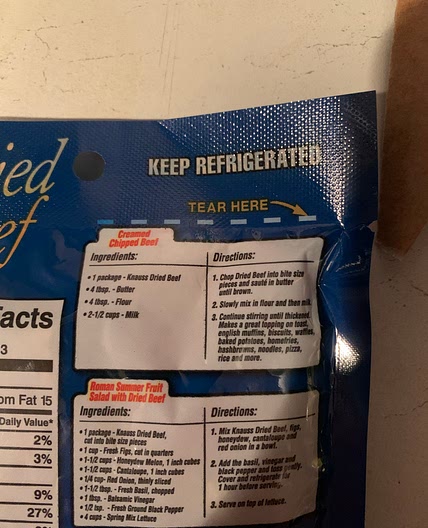 ied
ef
KEEP REFRIGERATED
TEAR HERE
Creamed
Chipped Beef
Ingredients:
• 1 package - Knauss Dried Beef
• 4 tbsp. - Butter
• 4 tbsp. - Flour
• 2-1/2 cups - Milk
Directions:
1. Chop Dried Beef into bite size
pieces and sauté in butter
until brown.
2. Slowly mix in flour and then milk.
3. Continue stirring until thickened.
Makes a great topping on toast,
english muffins, biscuits, waffles,
baked potatoes, homefries,
hashbrowns, noodles, pizza,
rice and more.
acts
3
om Fat 15
Daily Value*
2%
3%
9%
27%
Roman Summer Fruit
Salad with Dried Beef
Ingredients:
• 1 package - Knauss Dried Beef,
cut into bite size pieces
• 1 cup - Fresh Figs, cut in quarters
• 1-1/2 cups - Honeydew Melon, 1 inch cubes
• 1-1/2 cups - Cantaloupe, 1 inch cubes
• 1/4 cup - Red Onion, thinly sliced
• 1-1/2 tbsp. - Fresh Basil, chopped
• 1 tbsp. - Balsamic Vinegar
• 1/2 tsp. - Fresh Ground Black Pepper
• 4 cups - Spring Mix Lettuce
Directions:
1. Mix Knauss Dried Beef, figs,
honeydew, cantaloupe and
red onion in a bowl.
2. Add the basil, vinegar and
black pepper and toss gently.
Cover and refrigerate for
1 hour before serving.
3. Serve on top of lettuce.